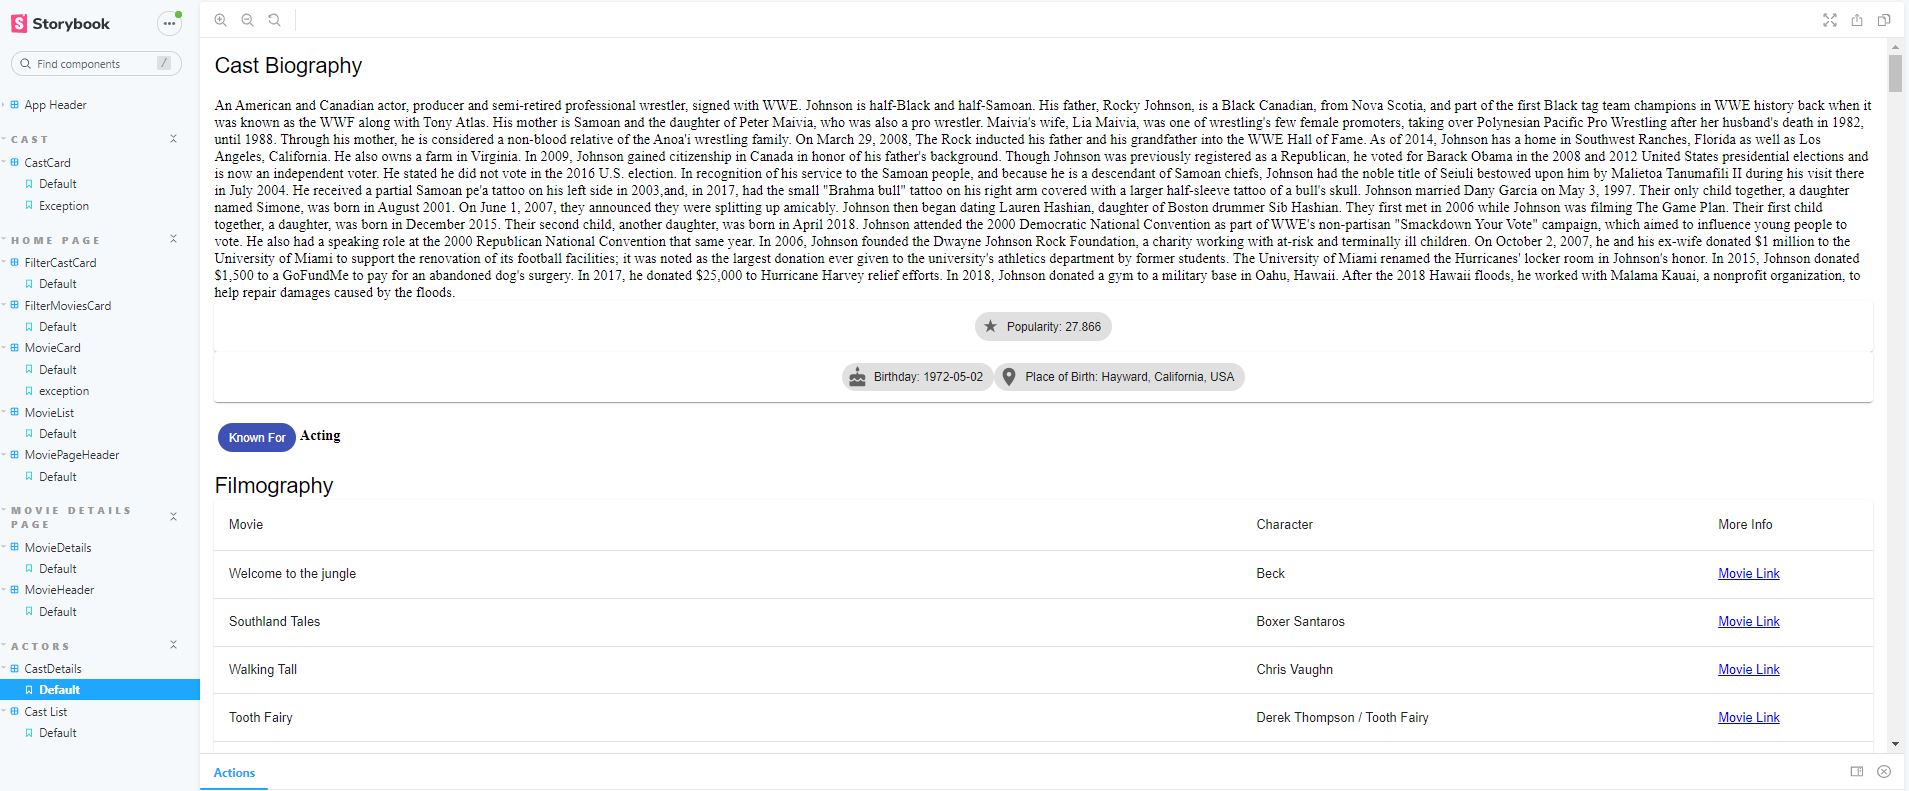 Storybook
Find components
/
App Header
CAST
CastCard
Default
Exception
HOME PAGE
FilterCastCard
Default
FilterMoviesCard
Default
MovieCard
Default
exception
MovieList
Default
MoviePageHeader
Default
MOVIE DETAILS
PAGE
MovieDetails
Default
MovieHeader
Default
ACTORS
CastDetails
Default
Cast List
Default
Cast Biography
An American and Canadian actor, producer and semi-retired professional wrestler, signed with WWE. Johnson is half-Black and half-Samoan. His father, Rocky Johnson, is a Black Canadian, from Nova Scotia, and part of the first Black tag team champions in WWE history back when it
was known as the WWF along with Tony Atlas. His mother is Samoan and the daughter of Peter Maivia, who was also a pro wrestler. Maivia's wife, Lia Maivia, was one of wrestling's few female promoters, taking over Polynesian Pacific Pro Wrestling after her husband's death in 1982,
until 1988. Through his mother, he is considered a non-blood relative of the Anoa'i wrestling family. On March 29, 2008, The Rock inducted his father and his grandfather into the WWE Hall of Fame. As of 2014, Johnson has a home in Southwest Ranches, Florida as well as Los
Angeles, California. He also owns a farm in Virginia. In 2009, Johnson gained citizenship in Canada in honor of his father's background. Though Johnson was previously registered as a Republican, he voted for Barack Obama in the 2008 and 2012 United States presidential elections and
is now an independent voter. He stated he did not vote in the 2016 U.S. election. In recognition of his service to the Samoan people, and because he is a descendant of Samoan chiefs, Johnson had the noble title of Seiuli bestowed upon him by Malietoa Tanumafili II during his visit there
in July 2004. He received a partial Samoan pe'a tattoo on his left side in 2003,and, in 2017, had the small "Brahma bull" tattoo on his right arm covered with a larger half-sleeve tattoo of a bull's skull. Johnson married Dany Garcia on May 3, 1997. Their only child together, a daughter
named Simone, was born in August 2001. On June 1, 2007, they announced they were splitting up amicably. Johnson then began dating Lauren Hashian, daughter of Boston drummer Sib Hashian. They first met in 2006 while Johnson was filming The Game Plan. Their first child
together, a daughter, was born in December 2015. Their second child, another daughter, was born in April 2018. Johnson attended the 2000 Democratic National Convention as part of WWE's non-partisan "Smackdown Your Vote" campaign, which aimed to influence young people to
vote. He also had a speaking role at the 2000 Republican National Convention that same year. In 2006, Johnson founded the Dwayne Johnson Rock Foundation, a charity working with at-risk and terminally ill children. On October 2, 2007, he and his ex-wife donated $1 million to the
University of Miami to support the renovation of its football facilities; it was noted as the largest donation ever given to the university's athletics department by former students. The University of Miami renamed the Hurricanes' locker room in Johnson's honor. In 2015, Johnson donated
$1,500 to a GoFundMe to pay for an abandoned dog's surgery. In 2017, he donated $25,000 to Hurricane Harvey relief efforts. In 2018, Johnson donated a gym to a military base in Oahu, Hawaii. After the 2018 Hawaii floods, he worked with Malama Kauai, a nonprofit organization, to
help repair damages caused by the floods.
Popularity: 27.866
Birthday: 1972-05-02 Place of Birth: Hayward, California, USA
Known For Acting
Filmography
Movie Character More Info
Welcome to the jungle Beck Movie Link
Southland Tales Boxer Santaros Movie Link
Walking Tall Chris Vaughn Movie Link
Tooth Fairy Derek Thompson / Tooth Fairy Movie Link
Actions